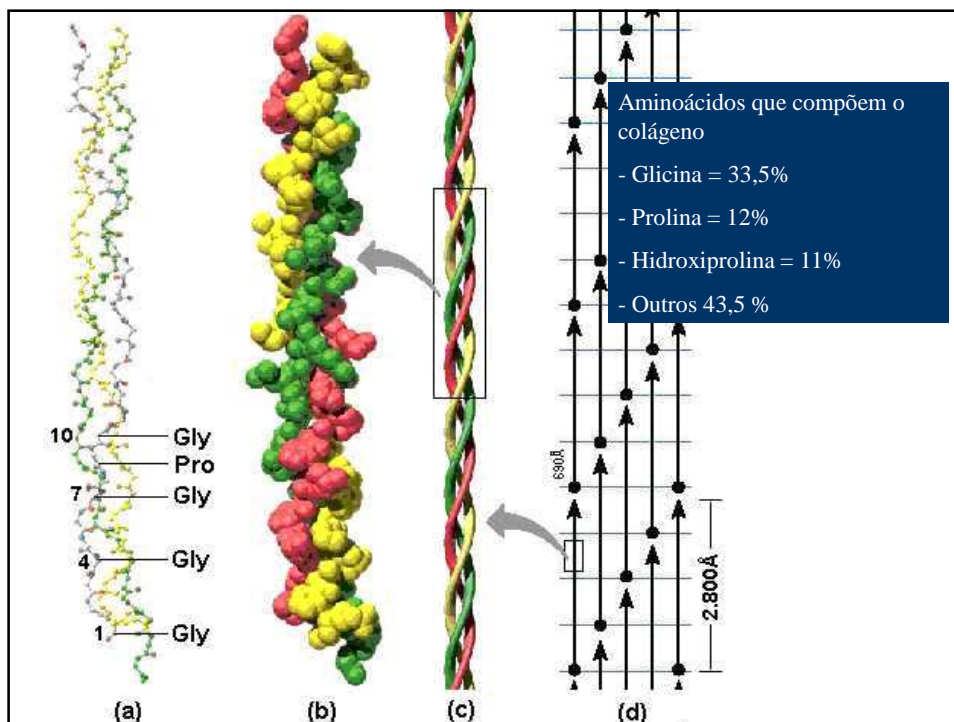 Aminoácidos que compõem o
colágeno
- Glicina = 33,5%
- Prolina = 12%
- Hidroxiprolina = 11%
- Outros 43,5 %
10
Gly
Pro
7
Gly
4
Gly
1
Gly
690Å
2.800Å
(a)
(b)
(c)
(d)